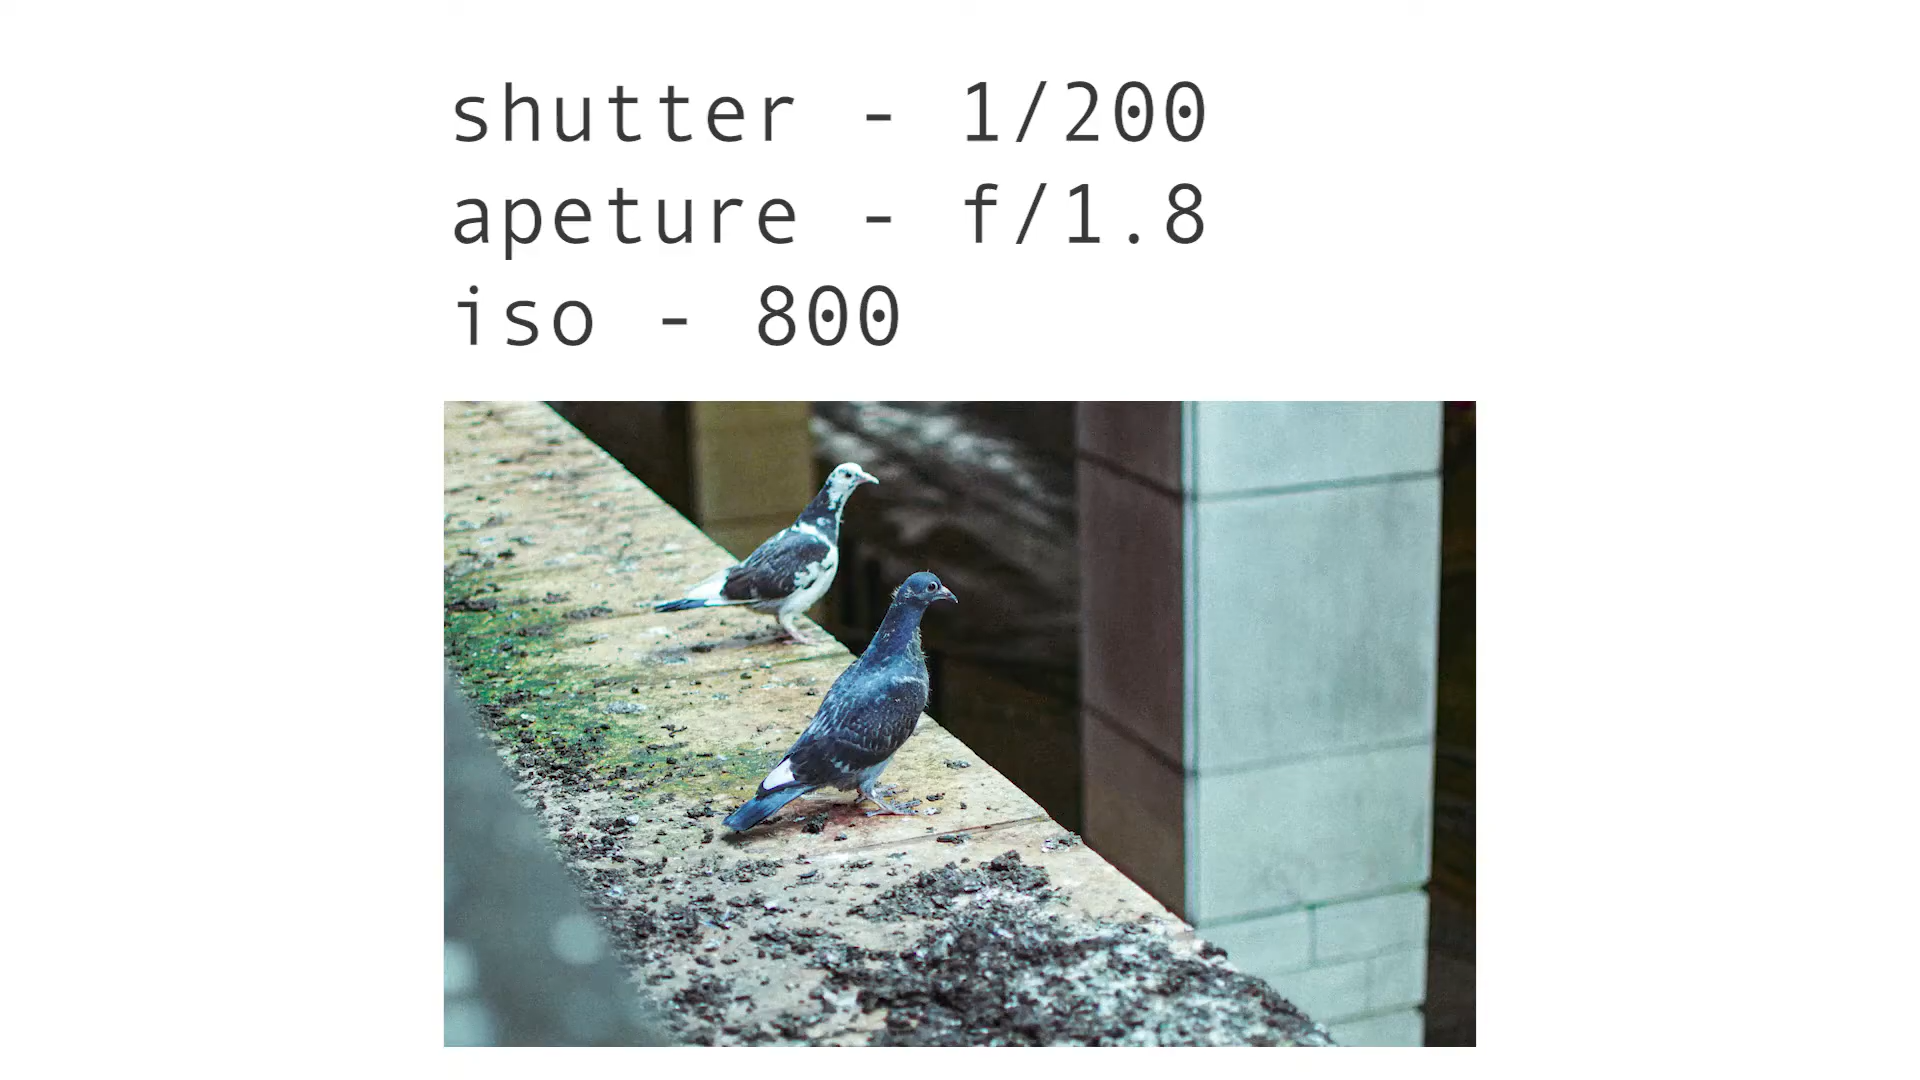 shutter - 1/200
apeture - f/1.8
iso - 800